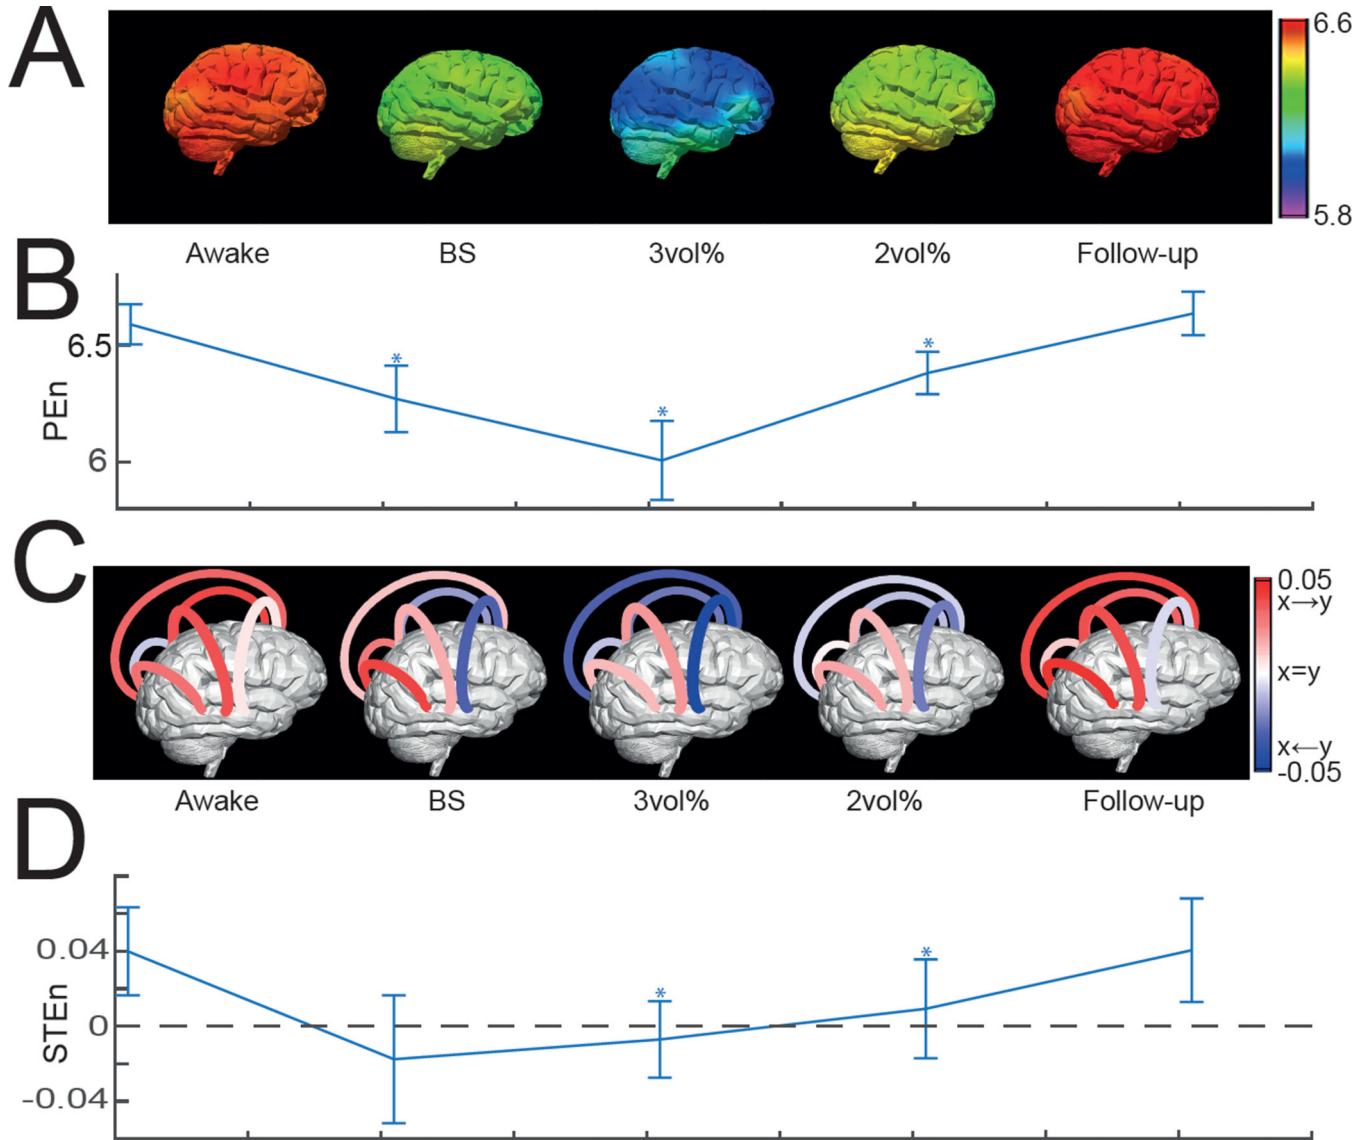 A
6.6
5.8
Awake BS 3vol% 2vol% Follow-up
B
6.5
PEn
6
* * *
C
0.05
x→y
x=y
x←y
-0.05
Awake BS 3vol% 2vol% Follow-up
D
0.04
STEn
0
-0.04
* *